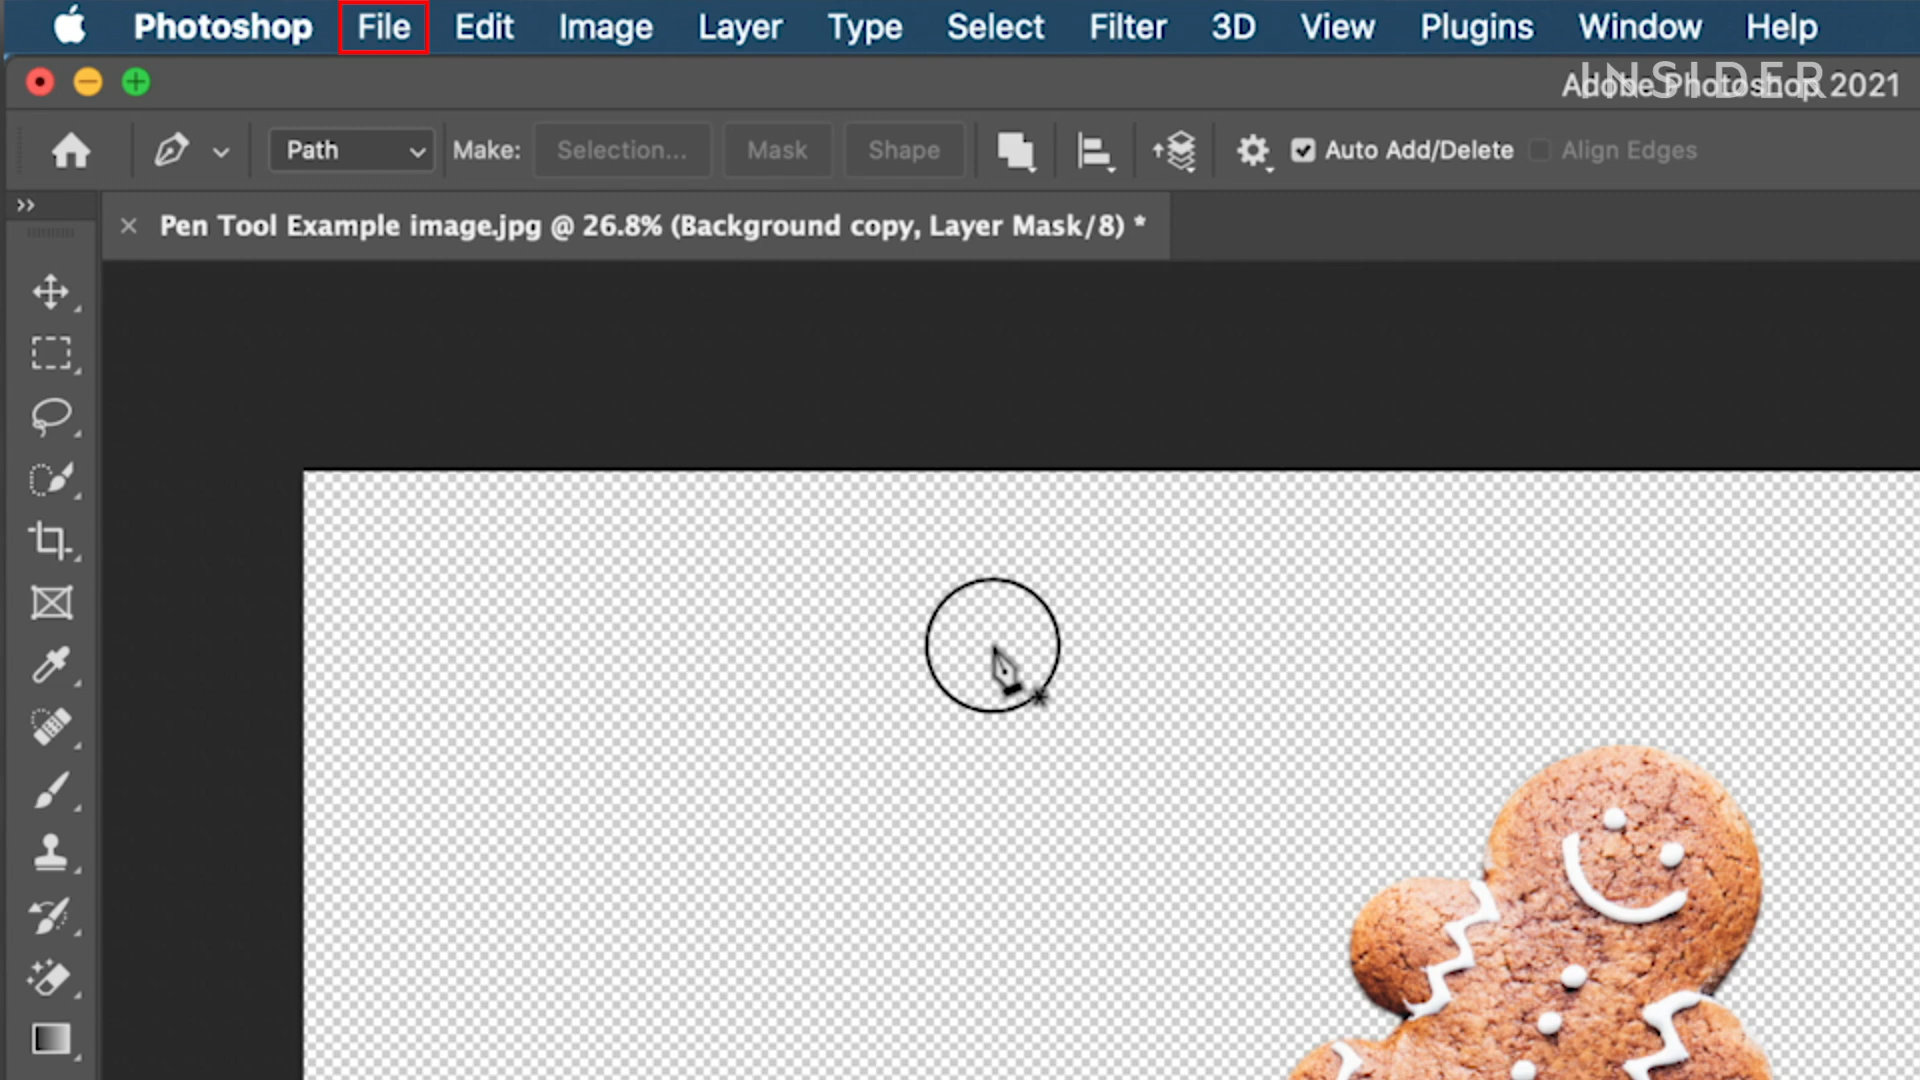 Photoshop File Edit Image Layer Type Select Filter 3D View Plugins Window Help
INSIDER
Adobe Photoshop 2021
Path Make: Selection... Mask Shape Auto Add/Delete Align Edges
Pen Tool Example image.jpg @ 26.8% (Background copy, Layer Mask/8) *